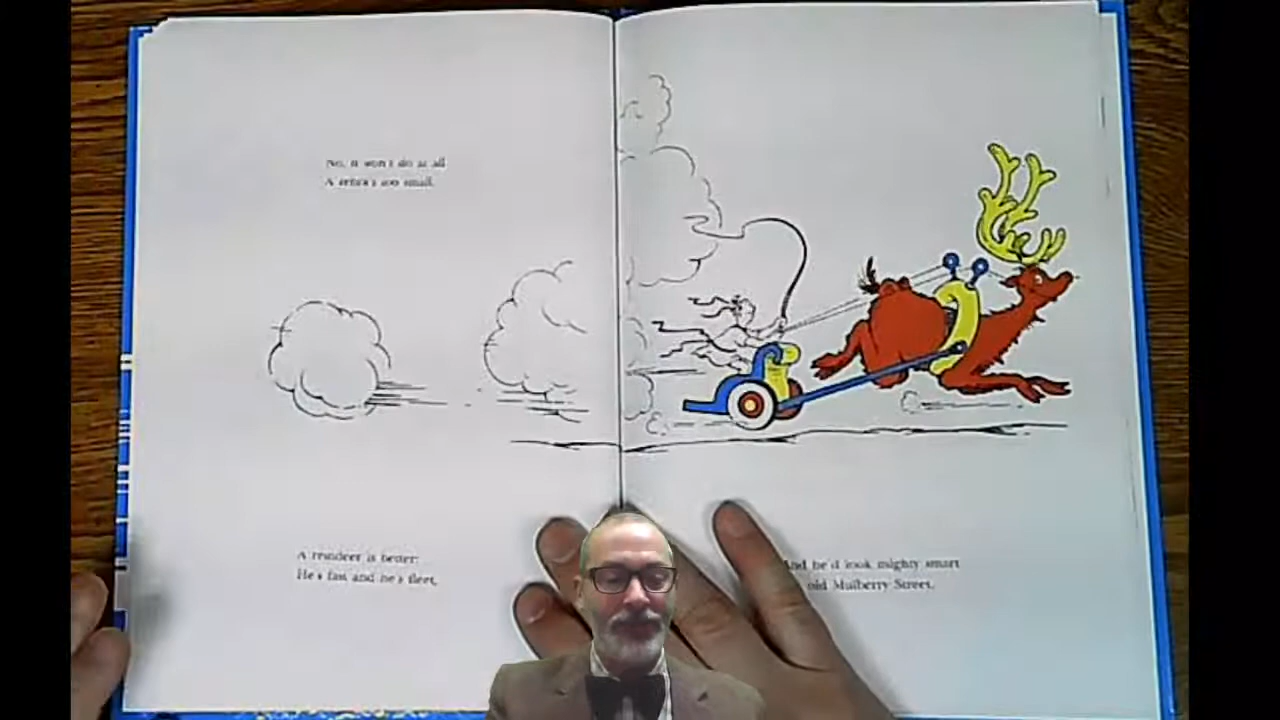 No, it won't do at all
A zebra's too small.
A reindeer is better;
He's fast and he's fleet,
And he'd look mighty smart
old Mulberry Street.